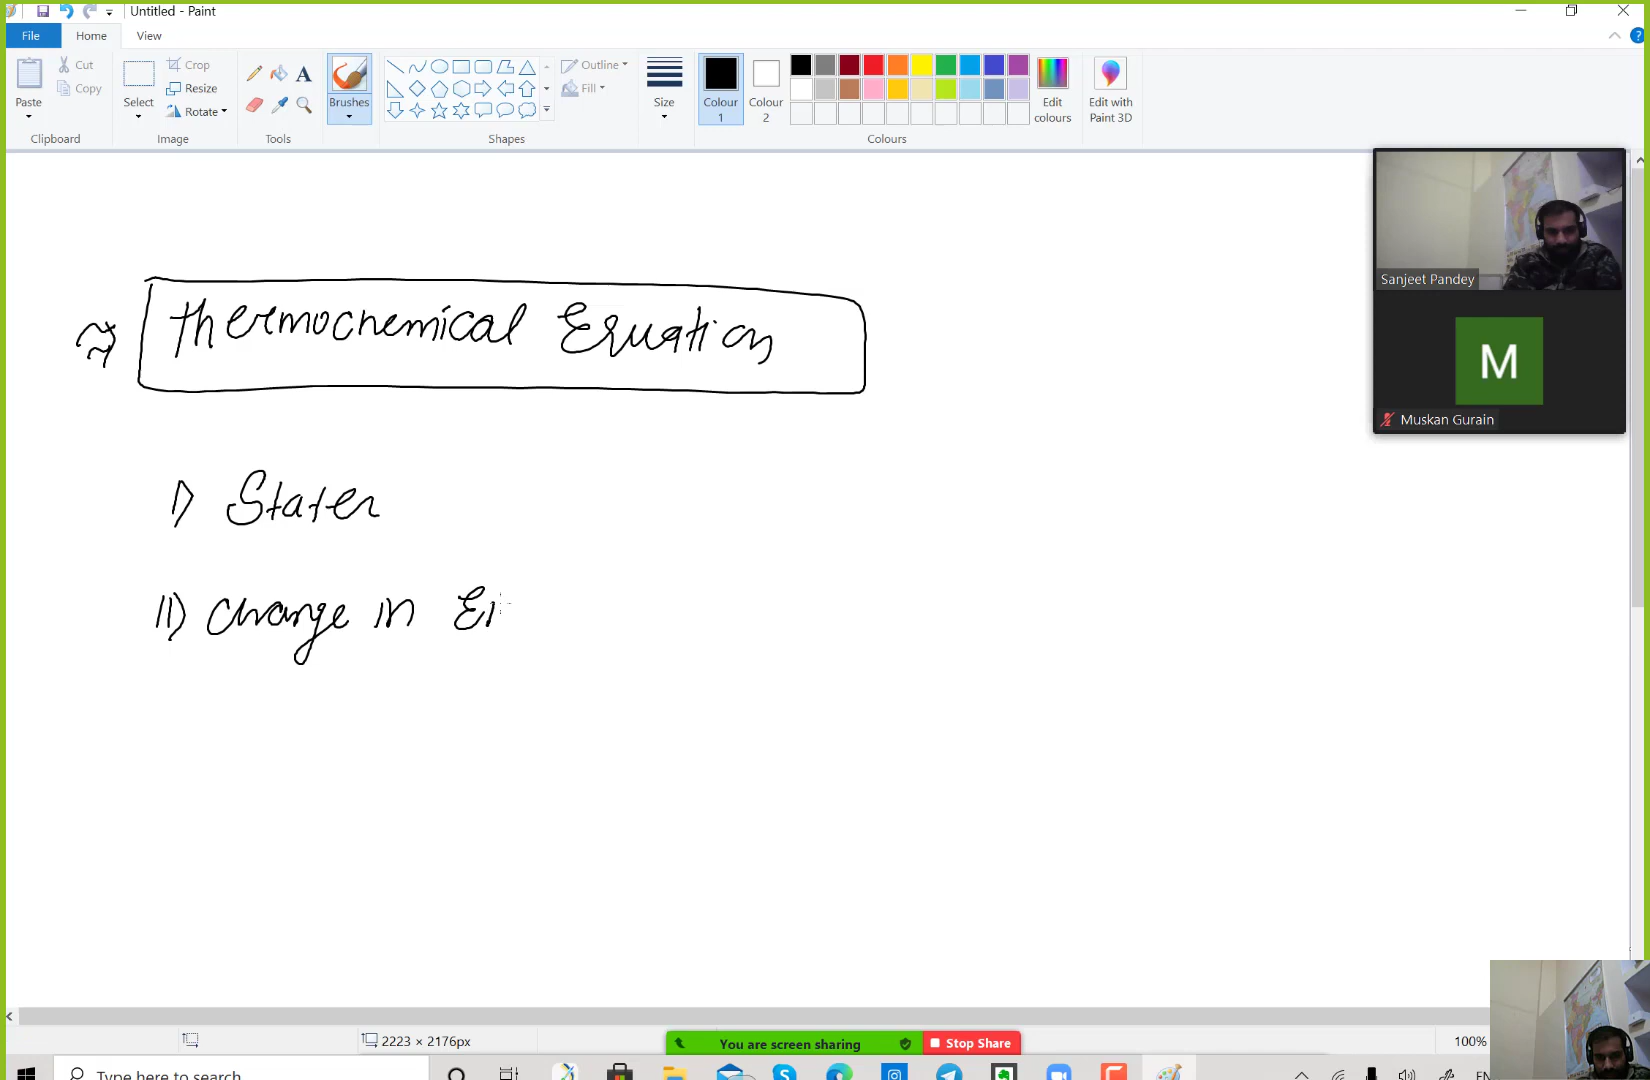 Untitled - Paint
File Home View
Cut
Copy
Paste
Clipboard
Select
Crop
Resize
Rotate
Image
Tools
Brushes
Shapes
Outline
Fill
Size
Colour 1
Colour 2
Edit colours
Edit with Paint 3D
Colours
Thermochemical Equation
I) States
II) Change in
Sanjeet Pandey
M
Muskan Gurain
2223 × 2176px
You are screen sharing
Stop Share
100%
Type here to search